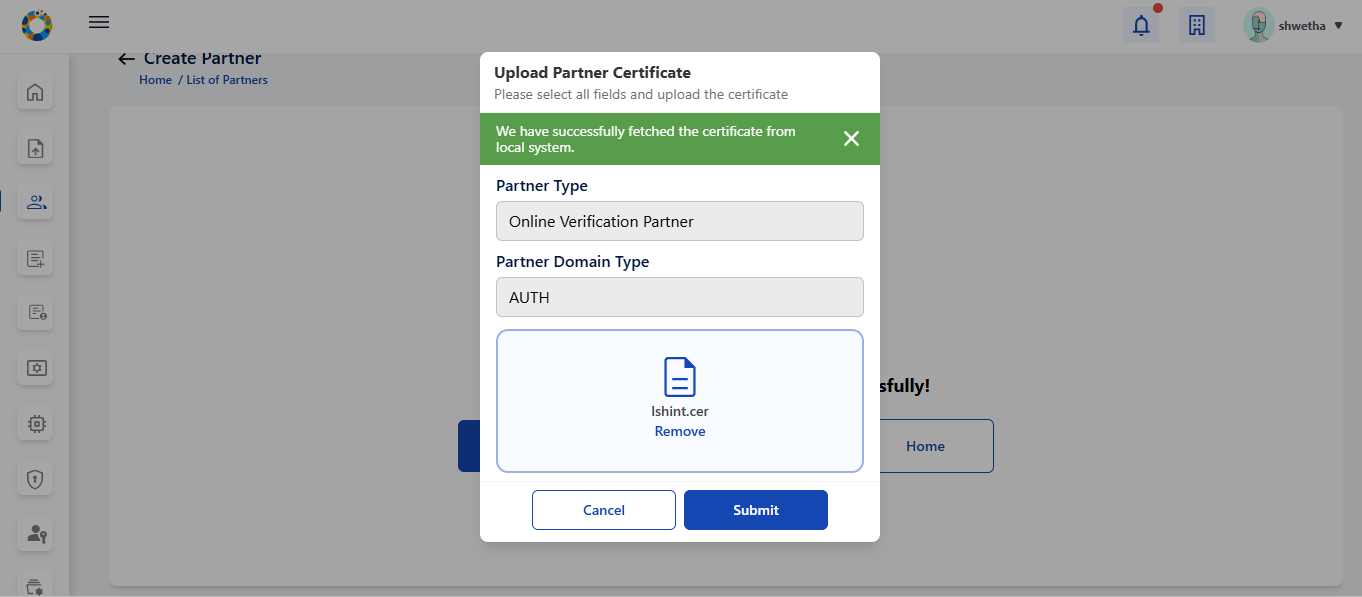 shwetha
Create Partner
Home / List of Partners
Upload Partner Certificate
Please select all fields and upload the certificate
We have successfully fetched the certificate from
local system.
Partner Type
Online Verification Partner
Partner Domain Type
AUTH
lshint.cer
Remove
Cancel
Submit
sfully!
Home